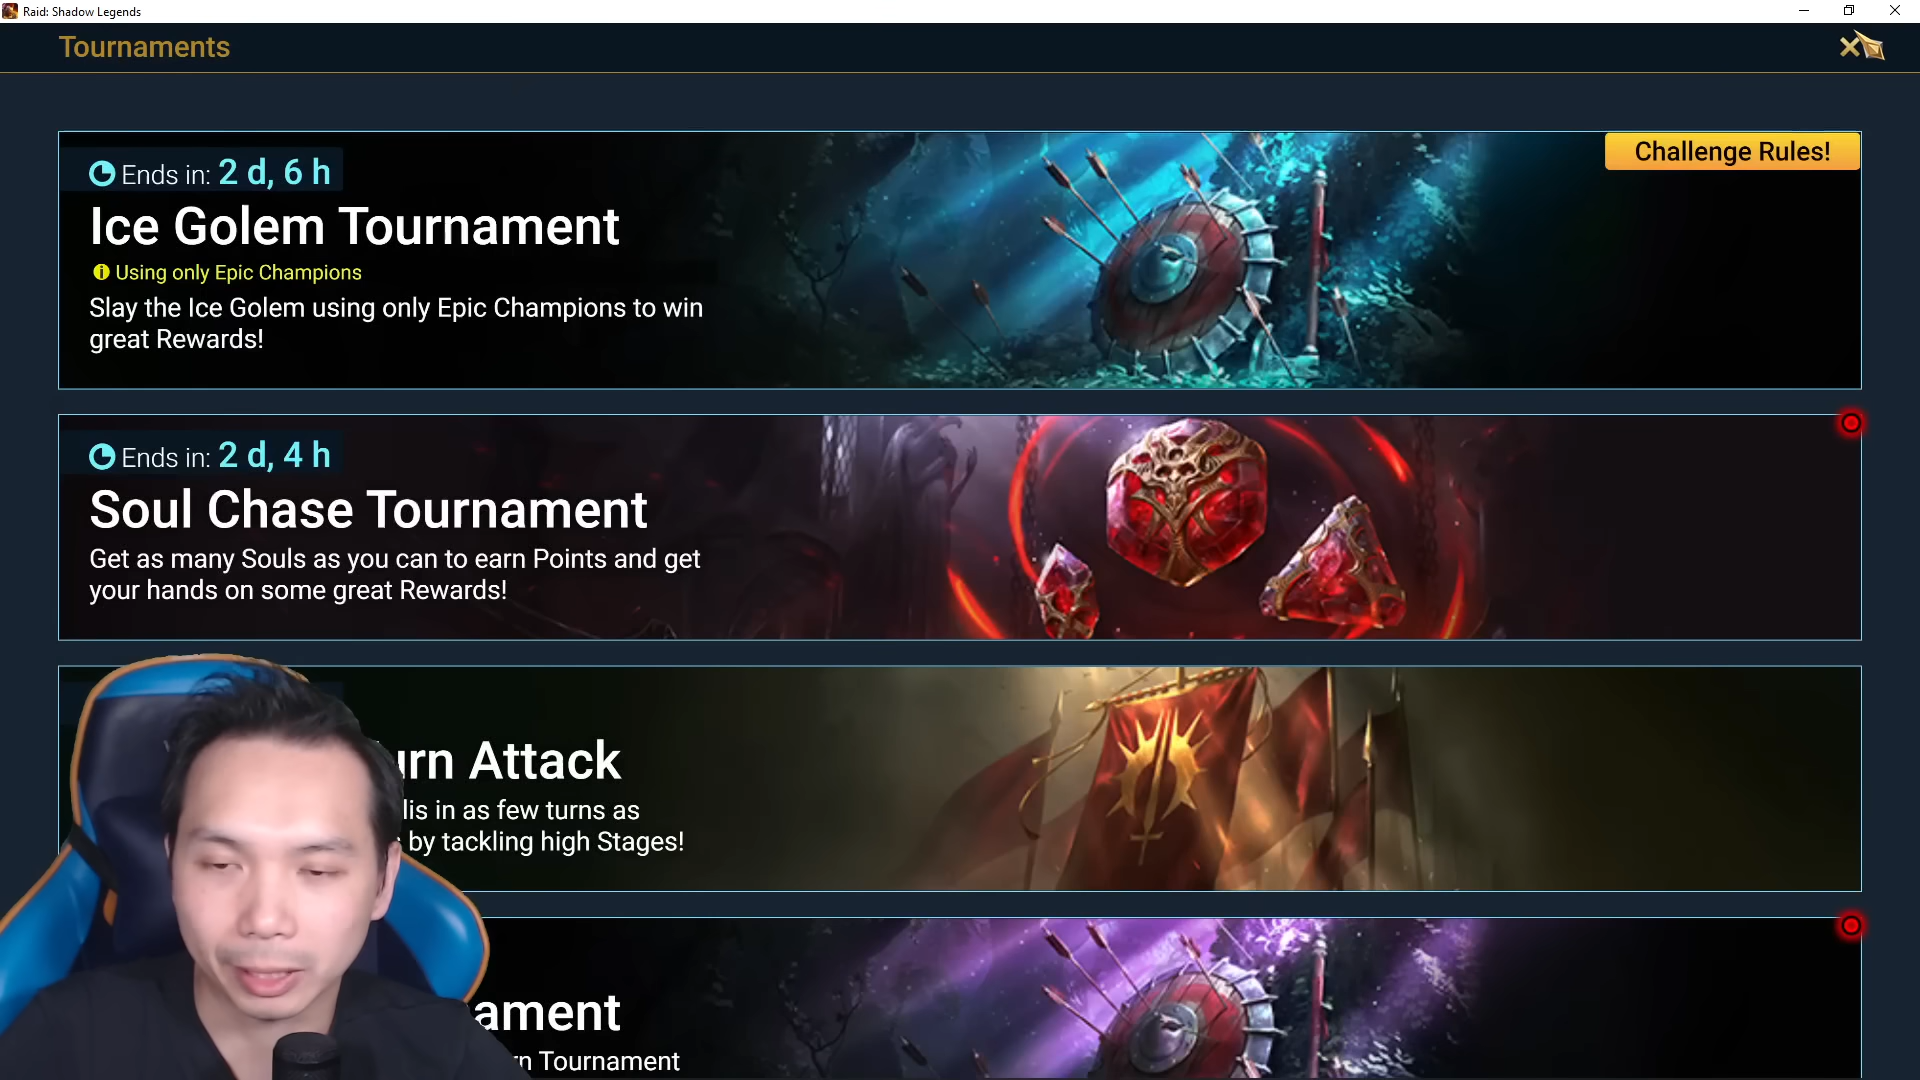 Raid: Shadow Legends
Tournaments
Challenge Rules!
Ends in: 2 d, 6 h
Ice Golem Tournament
Using only Epic Champions
Slay the Ice Golem using only Epic Champions to win
great Rewards!
Ends in: 2 d, 4 h
Soul Chase Tournament
Get as many Souls as you can to earn Points and get
your hands on some great Rewards!
Attack
in as few turns as
by tackling high Stages!
Tournament